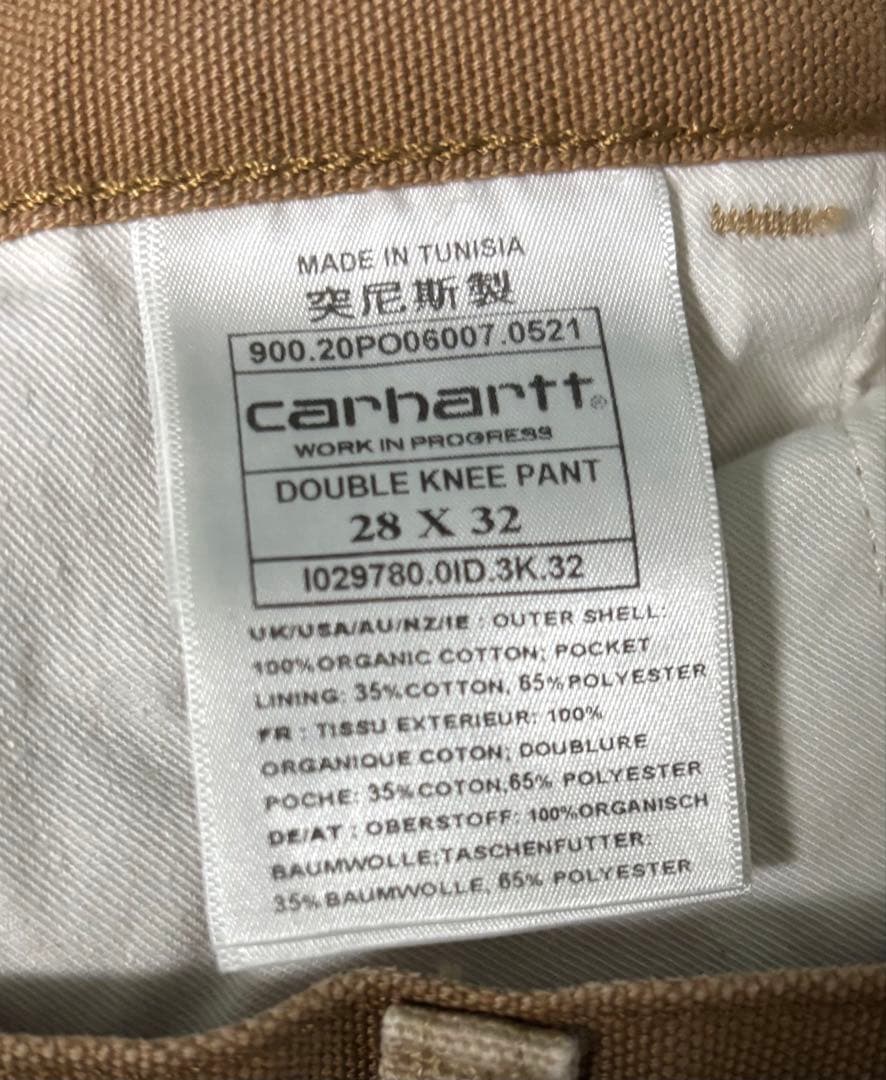 MADE IN TUNISIA
突尼斯製
900.20PO06007.0521
carhartt®
WORK IN PROGRESS
DOUBLE KNEE PANT
28 X 32
I029780.0ID.3K.32
UK/USA/AU/NZ/IE : OUTER SHELL:
100%ORGANIC COTTON; POCKET
LINING: 35%COTTON, 65%POLYESTER
FR : TISSU EXTERIEUR: 100%
ORGANIQUE COTON; DOUBLURE
POCHE: 35%COTON,65% POLYESTER
DE/AT : OBERSTOFF: 100%ORGANISCH
BAUMWOLLE;TASCHENFUTTER:
35%BAUMWOLLE, 65% POLYESTER